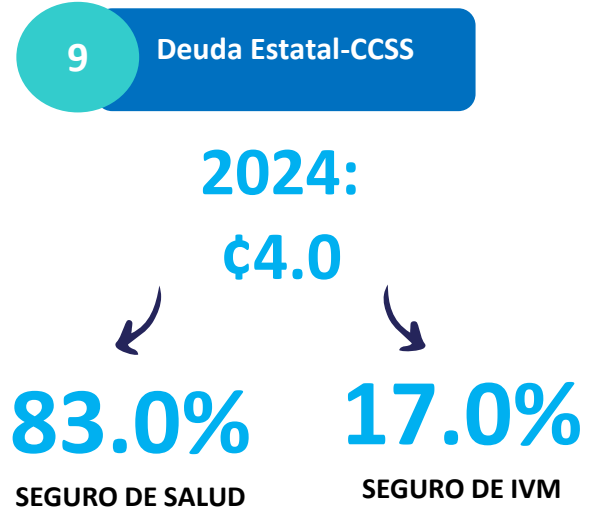 9
Deuda Estatal-CCSS
2024:
¢4.0
83.0%
SEGURO DE SALUD
17.0%
SEGURO DE IVM